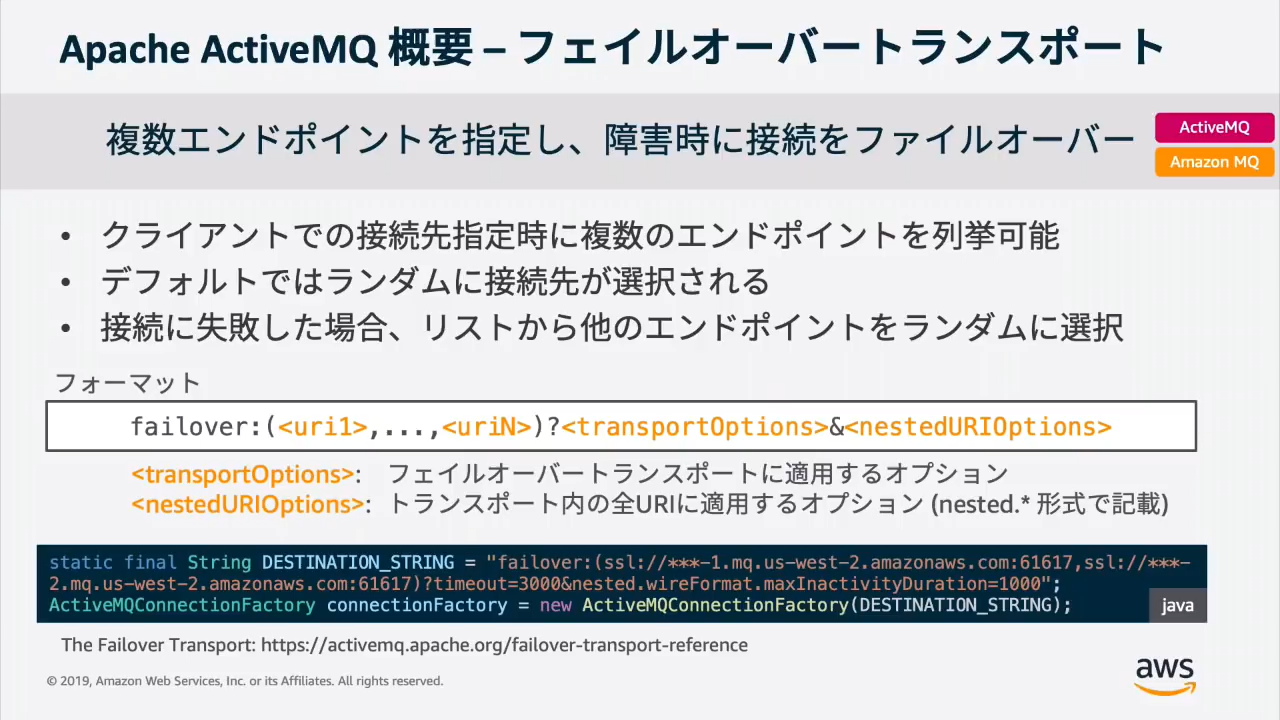 Apache ActiveMQ 概要 – フェイルオーバートランスポート
複数エンドポイントを指定し、障害時に接続をファイルオーバー
ActiveMQ
Amazon MQ
• クライアントでの接続先指定時に複数のエンドポイントを列挙可能
• デフォルトではランダムに接続先が選択される
• 接続に失敗した場合、リストから他のエンドポイントをランダムに選択
フォーマット
failover:(<uri1>,...,<uriN>)?<transportOptions>&<nestedURIOptions>
<transportOptions>: フェイルオーバートランスポートに適用するオプション
<nestedURIOptions>: トランスポート内の全URIに適用するオプション (nested.* 形式で記載)
static final String DESTINATION_STRING = "failover:(ssl://***-1.mq.us-west-2.amazonaws.com:61617,ssl://***-
2.mq.us-west-2.amazonaws.com:61617)?timeout=3000&nested.wireFormat.maxInactivityDuration=1000";
ActiveMQConnectionFactory connectionFactory = new ActiveMQConnectionFactory(DESTINATION_STRING);
java
The Failover Transport: https://activemq.apache.org/failover-transport-reference
© 2019, Amazon Web Services, Inc. or its Affiliates. All rights reserved.
aws